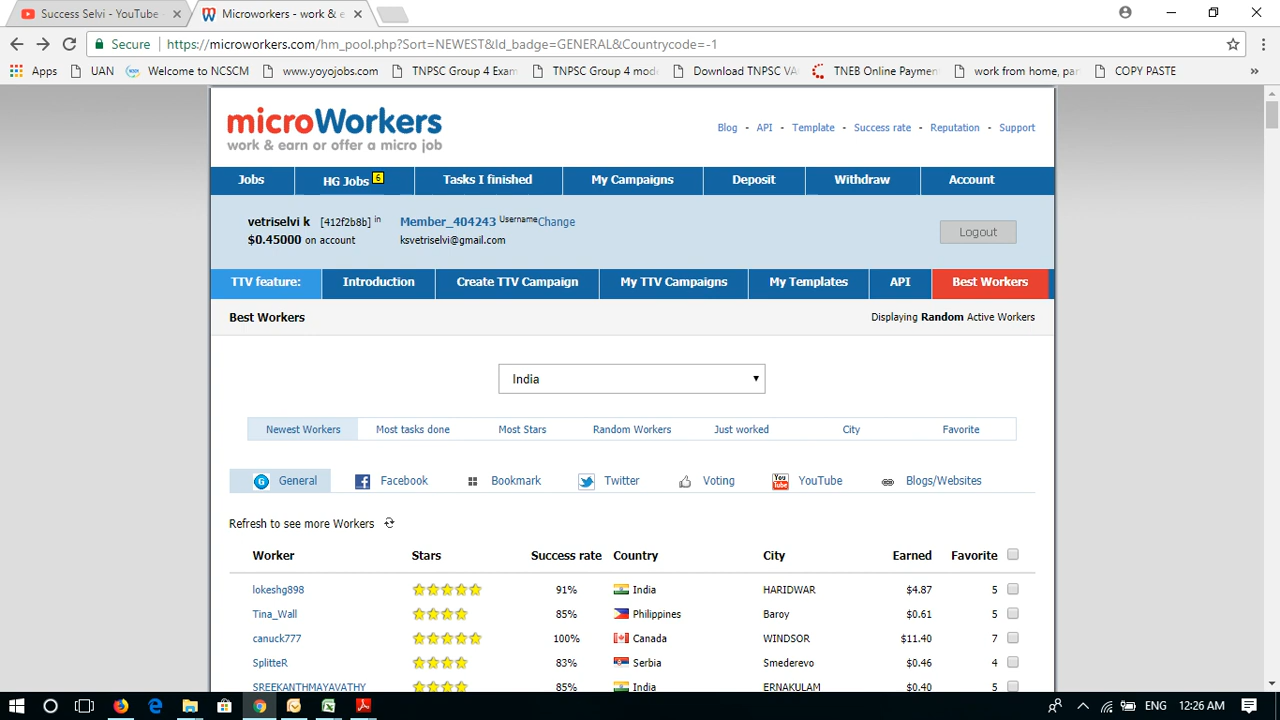 Success Selvi - YouTube
Microworkers - work & e
Secure
https://microworkers.com/hm_pool.php?Sort=NEWEST&Id_badge=GENERAL&Countrycode=-1
Apps
UAN
Welcome to NCSCM
www.yoyojobs.com
TNPSC Group 4 Exam
TNPSC Group 4 mode
Download TNPSC VA
TNEB Online Payment
work from home, par
COPY PASTE
microWorkers
work & earn or offer a micro job
Blog - API - Template - Success rate - Reputation - Support
Jobs
HG Jobs 6
Tasks I finished
My Campaigns
Deposit
Withdraw
Account
vetriselvi k [412f2b8b] in
Member_404243 Username Change
$0.45000 on account
ksvetriselvi@gmail.com
Logout
TTV feature:
Introduction
Create TTV Campaign
My TTV Campaigns
My Templates
API
Best Workers
Best Workers
Displaying Random Active Workers
India
Newest Workers
Most tasks done
Most Stars
Random Workers
Just worked
City
Favorite
General
Facebook
Bookmark
Twitter
Voting
You Tube YouTube
Blogs/Websites
Refresh to see more Workers
Worker Stars Success rate Country City Earned Favorite
lokeshg898 91% India HARIDWAR $4.87 5
Tina_Wall 85% Philippines Baroy $0.61 5
canuck777 100% Canada WINDSOR $11.40 7
SplitteR 83% Serbia Smederevo $0.46 4
SREEKANTHMAYAVATHY 85% India ERNAKULAM $0.40 5
ENG 12:26 AM